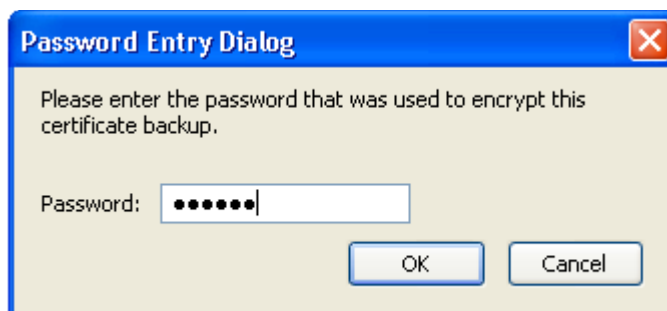 Password Entry Dialog
Please enter the password that was used to encrypt this
certificate backup.
Password: ••••••
OK Cancel